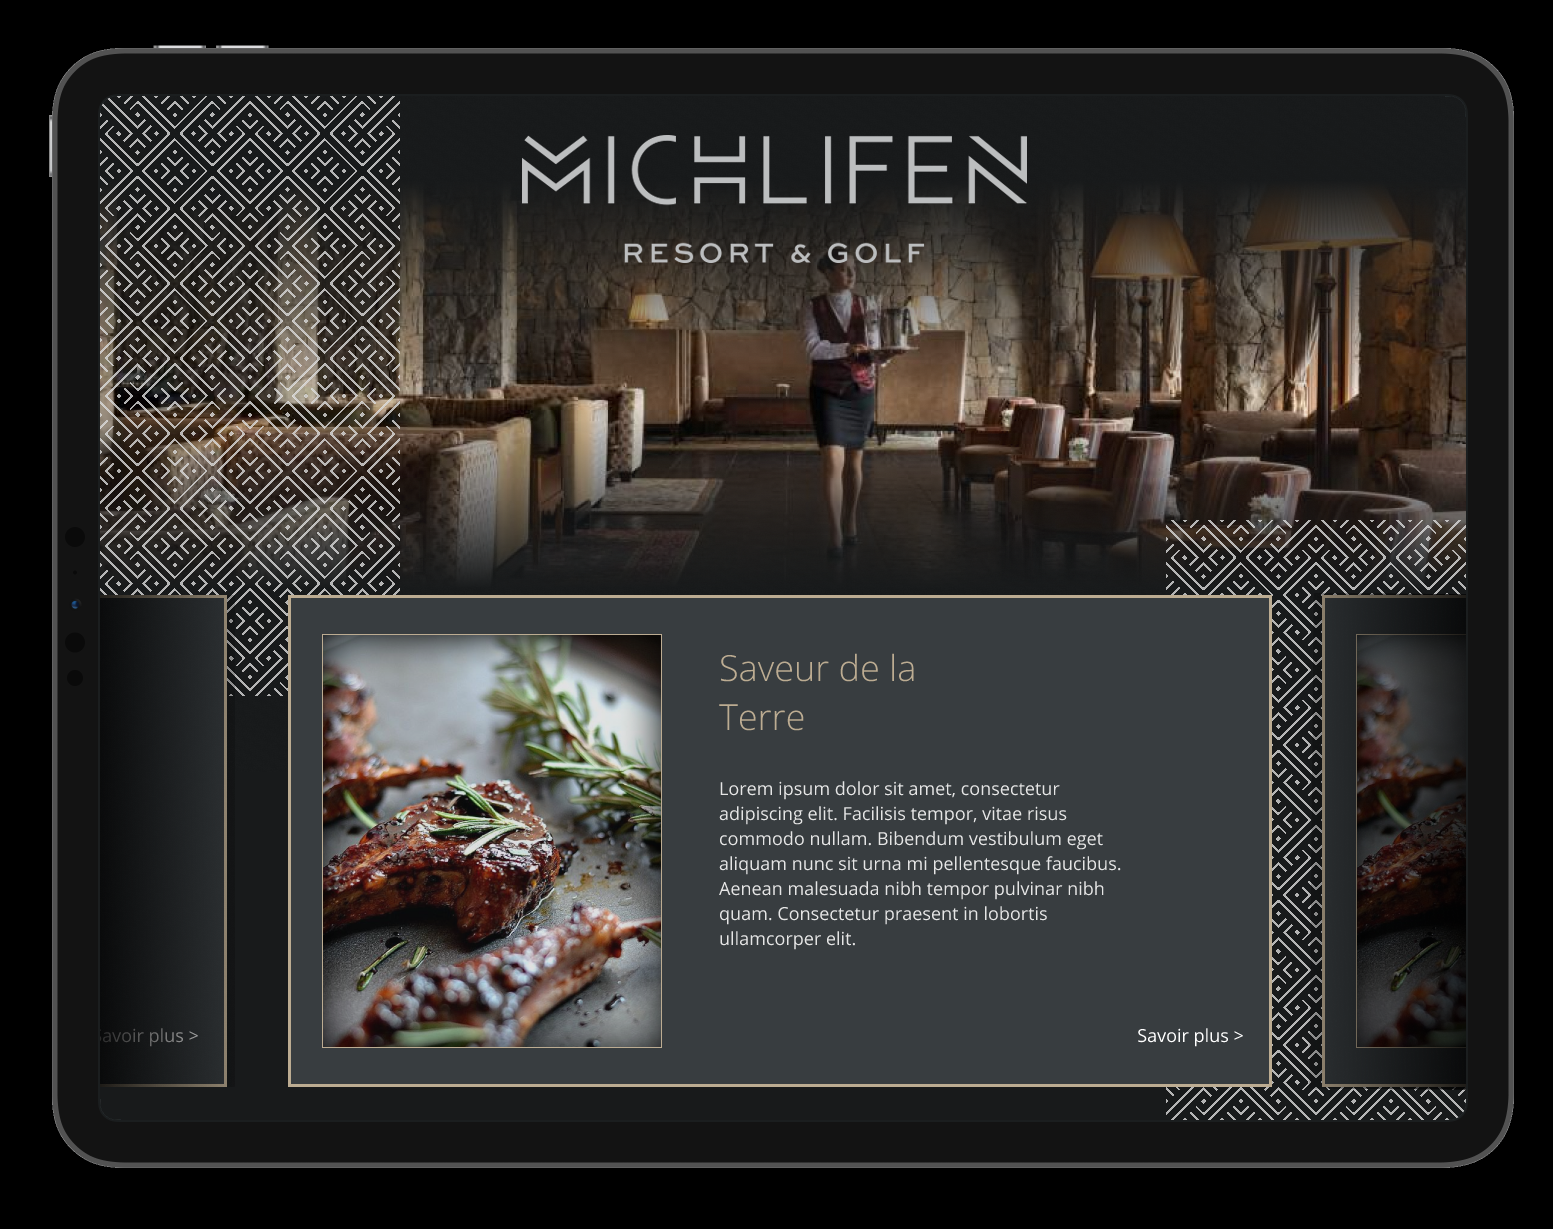 MICHLIFEN
RESORT & GOLF
Saveur de la
Terre
Lorem ipsum dolor sit amet, consectetur
adipiscing elit. Facilisis tempor, vitae risus
commodo nullam. Bibendum vestibulum eget
aliquam nunc sit urna mi pellentesque faucibus.
Aenean malesuada nibh tempor pulvinar nibh
quam. Consectetur praesent in lobortis
ullamcorper elit.
Savoir plus >
Savoir plus >